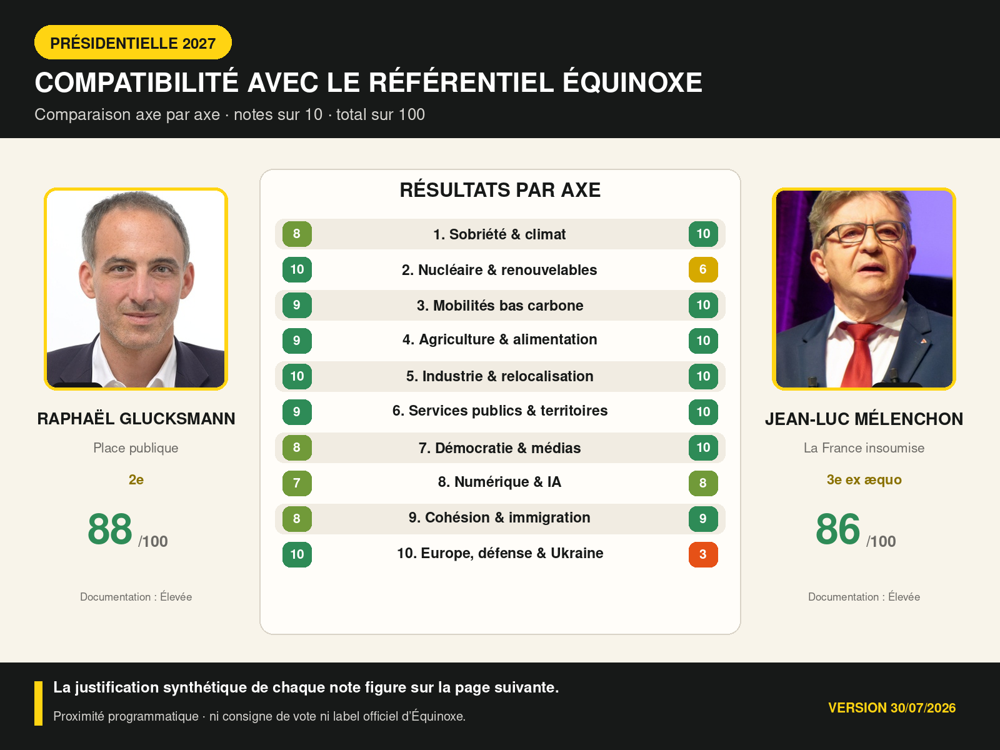 PRÉSIDENTIELLE 2027
COMPATIBILITÉ AVEC LE RÉFÉRENTIEL ÉQUINOXE
Comparaison axe par axe · notes sur 10 · total sur 100
RÉSULTATS PAR AXE
8 1. Sobriété & climat 10
10 2. Nucléaire & renouvelables 6
9 3. Mobilités bas carbone 10
9 4. Agriculture & alimentation 10
10 5. Industrie & relocalisation 10
9 6. Services publics & territoires 10
8 7. Démocratie & médias 10
7 8. Numérique & IA 8
8 9. Cohésion & immigration 9
10 10. Europe, défense & Ukraine 3
RAPHAËL GLUCKSMANN
Place publique
2e
88 /100
Documentation : Élevée
JEAN-LUC MÉLENCHON
La France insoumise
3e ex æquo
86 /100
Documentation : Élevée
La justification synthétique de chaque note figure sur la page suivante.
Proximité programmatique · ni consigne de vote ni label officiel d’Équinoxe.
VERSION 30/07/2026